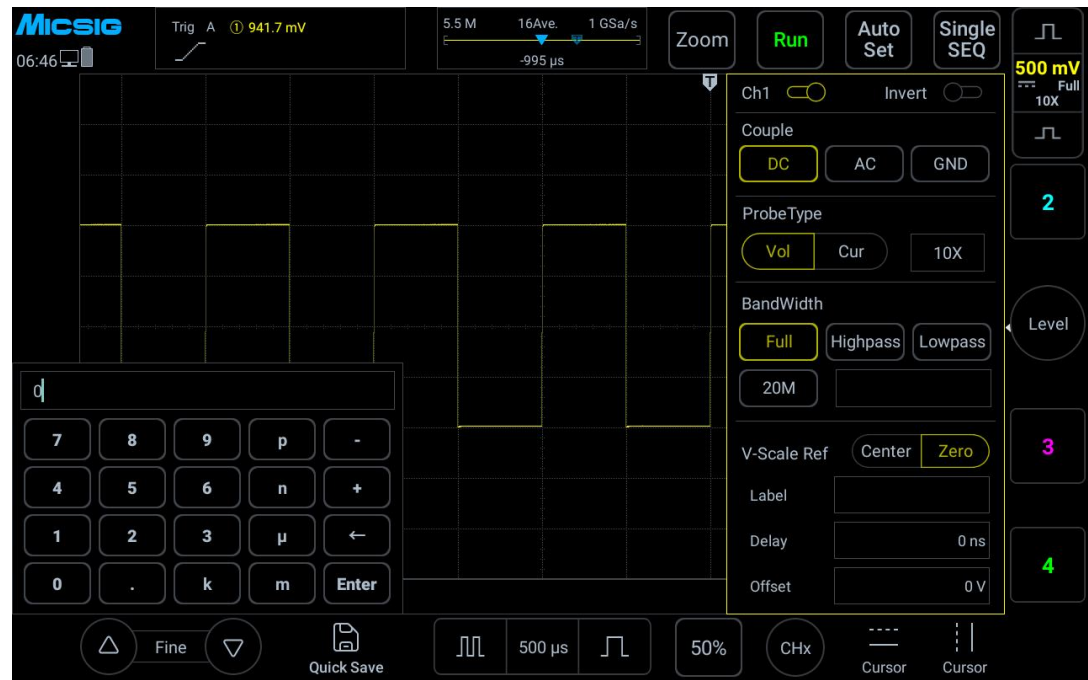 Micsig
06:46
Trig A ① 941.7 mV
5.5 M 16Ave. 1 GSa/s
T
-995 µs
Zoom
Run
Auto
Set
Single
SEQ
500 mV
Full
10X
T
Ch1 Invert
Couple
DC AC GND
2
ProbeType
Vol Cur 10X
BandWidth
Full Highpass Lowpass
Level
20M
0
7 8 9 p -
4 5 6 n +
1 2 3 µ ←
0 . k m Enter
V-Scale Ref Center Zero
3
Label
Delay 0 ns
Offset 0 V
4
Fine
Quick Save
500 µs
50%
CHx
Cursor
Cursor